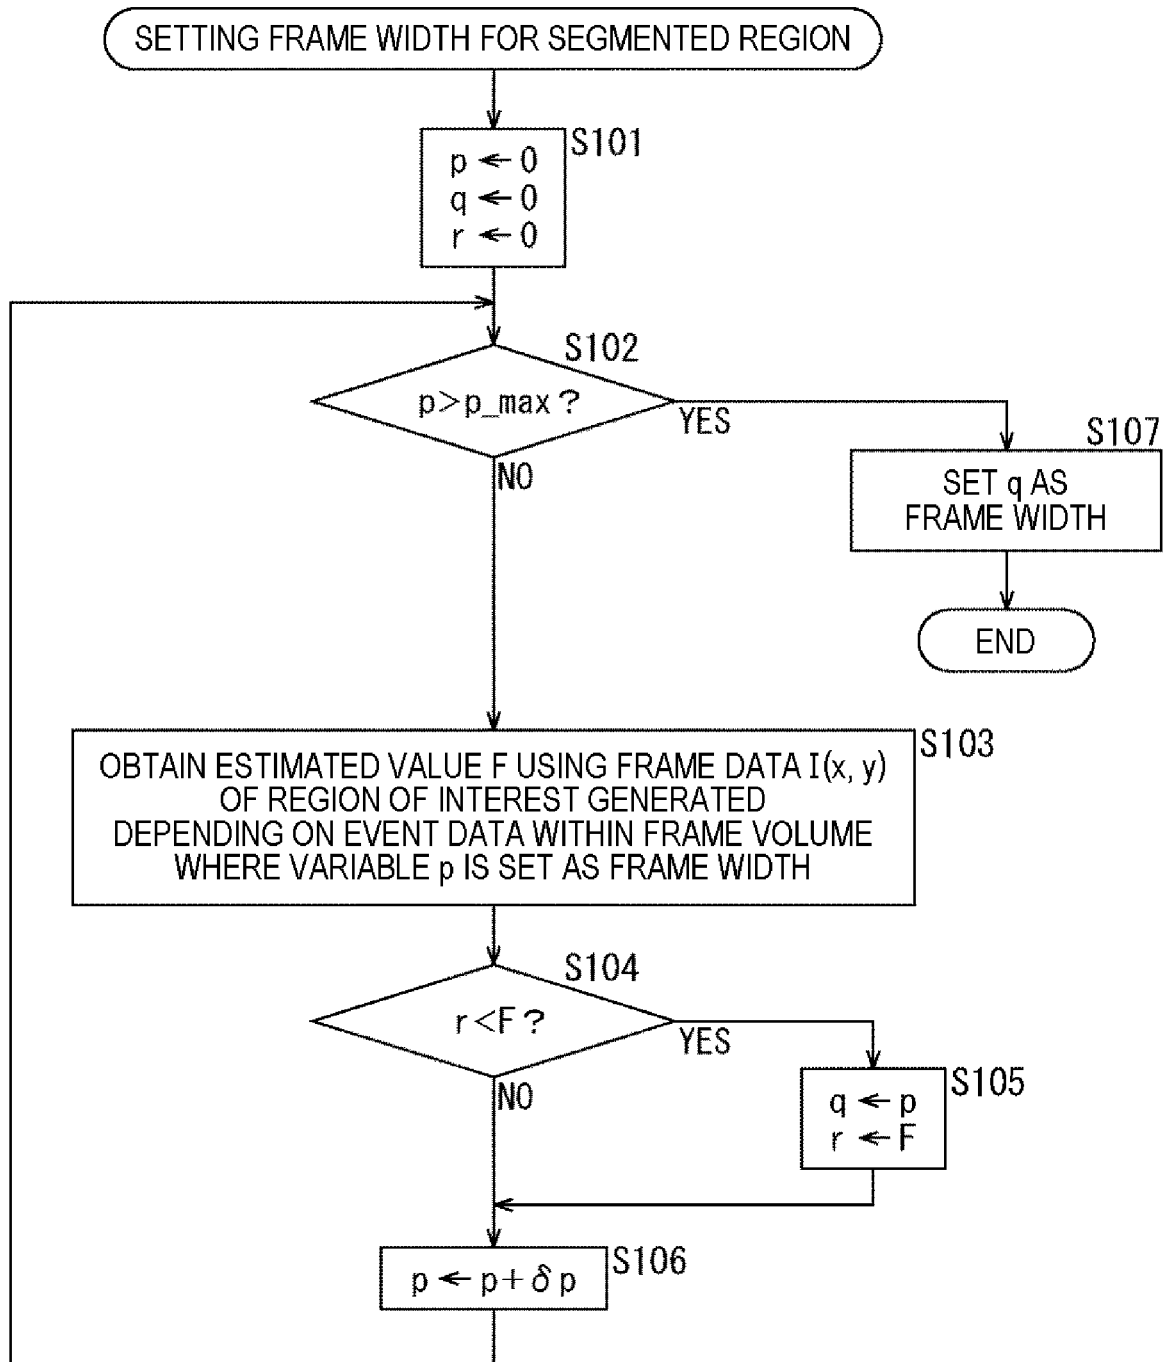 SETTING FRAME WIDTH FOR SEGMENTED REGION
S101
p ← 0
q ← 0
r ← 0
S102
p>p_max?
YES
NO
S107
SET q AS
FRAME WIDTH
END
S103
OBTAIN ESTIMATED VALUE F USING FRAME DATA I(x, y)
OF REGION OF INTEREST GENERATED
DEPENDING ON EVENT DATA WITHIN FRAME VOLUME
WHERE VARIABLE p IS SET AS FRAME WIDTH
S104
r<F?
YES
NO
S105
q ← p
r ← F
S106
p ← p+δp